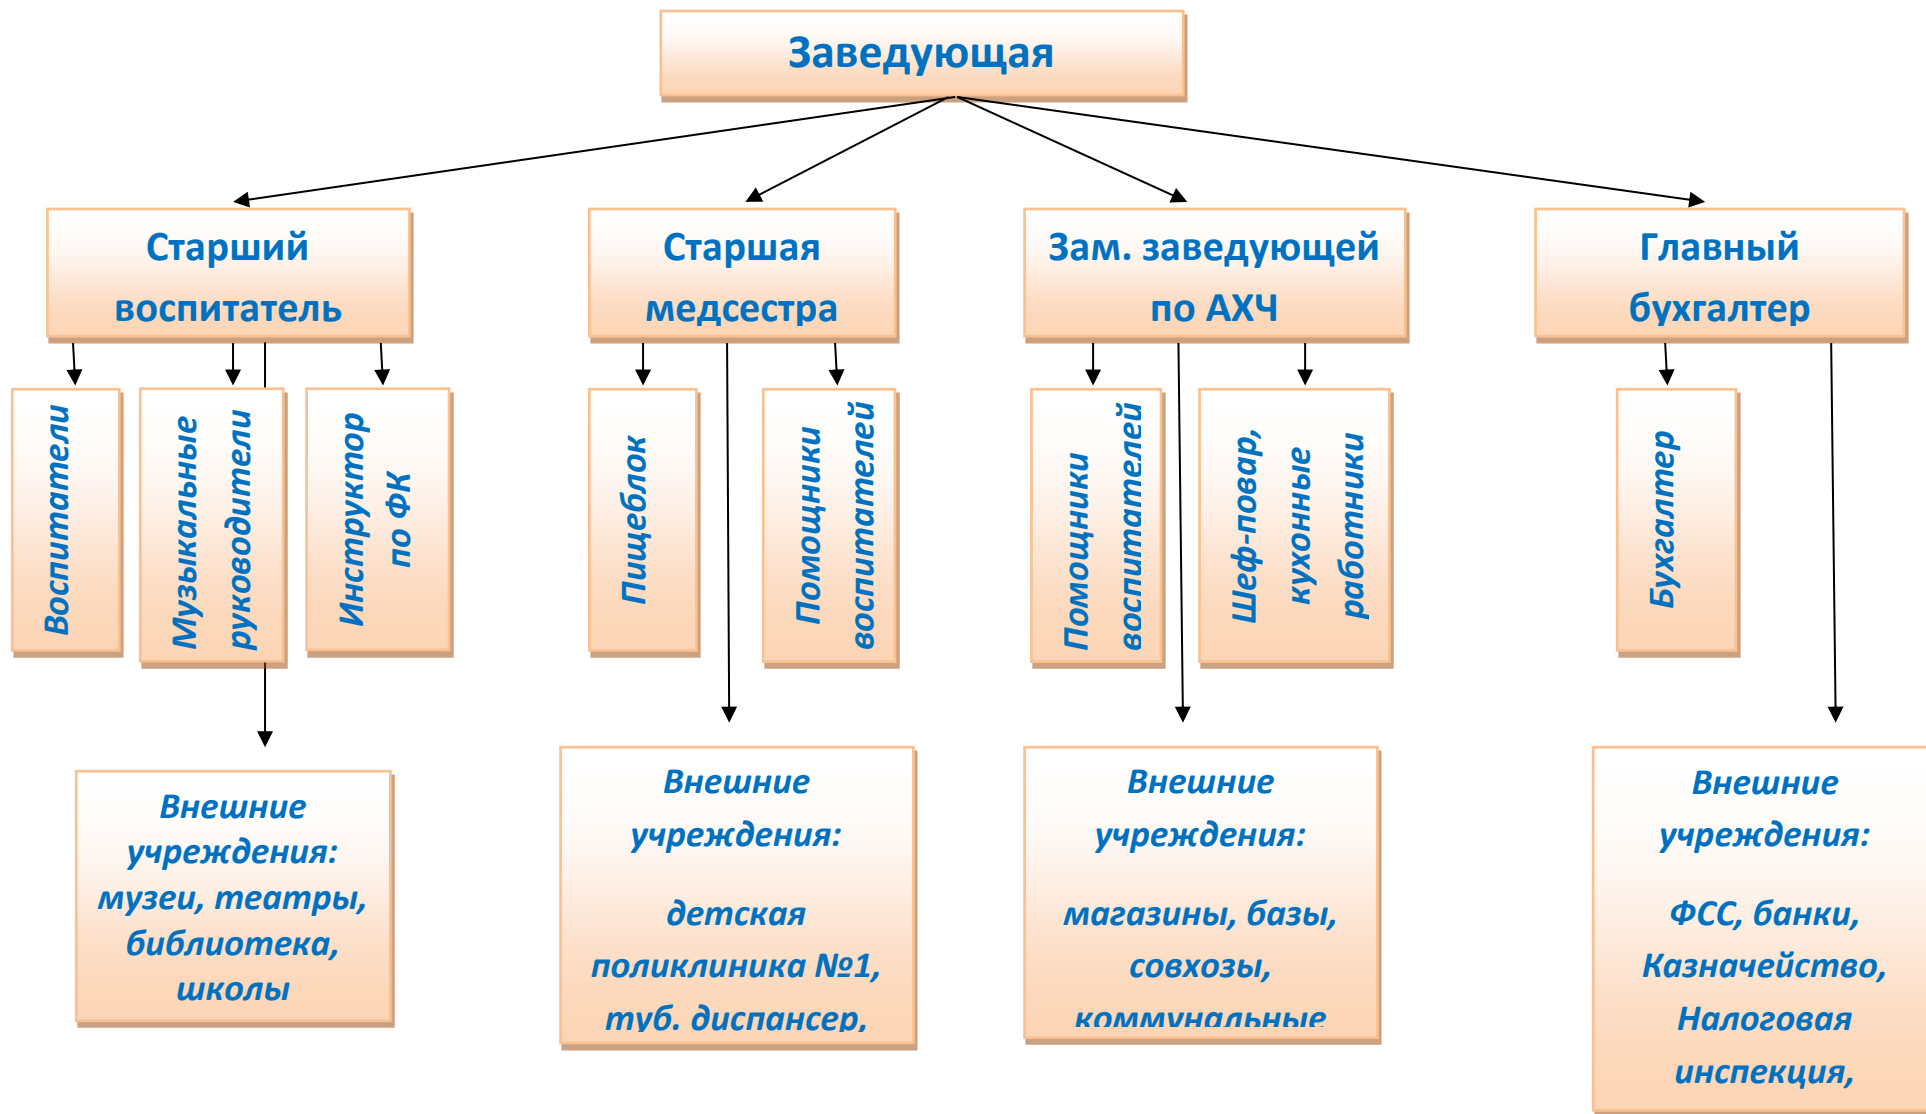 Заведующая
Старший
воспитатель
Старшая
медсестра
Зам. заведующей
по АХЧ
Главный
бухгалтер
Воспитатели
Музыкальные
руководители
Инструктор
по ФК
Пищеблок
Помощники
воспитателей
Помощники
воспитателей
Шеф-повар,
кухонные
работники
Бухгалтер
Внешние
учреждения:
музеи, театры,
библиотека,
школы
Внешние
учреждения:
детская
поликлиника №1,
туб. диспансер,
Внешние
учреждения:
магазины, базы,
совхозы,
коммунальные
Внешние
учреждения:
ФСС, банки,
Казначейство,
Налоговая
инспекция,